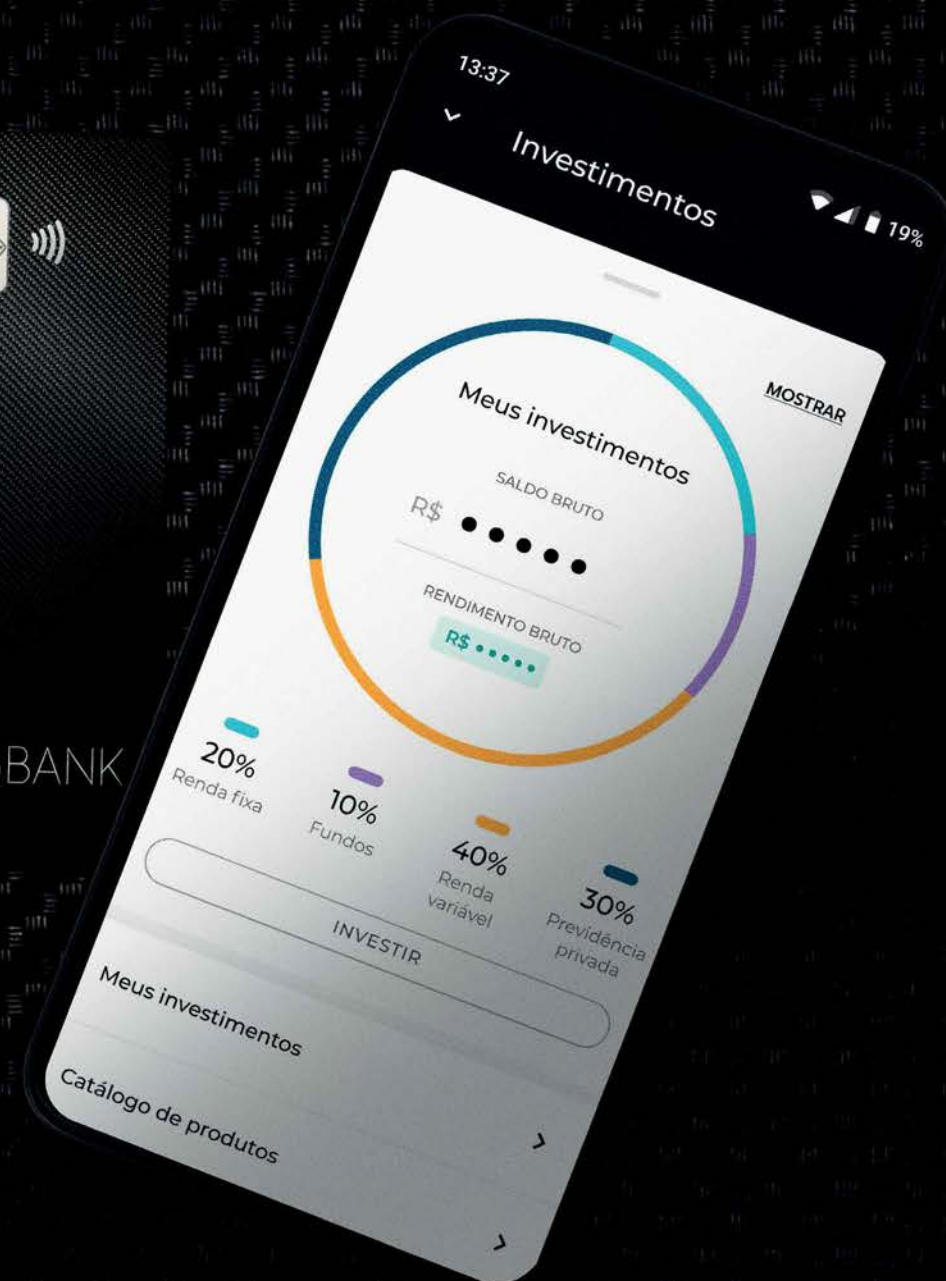 13:37
19%
Investimentos
MOSTRAR
Meus investimentos
SALDO BRUTO
R$ •••••
RENDIMENTO BRUTO
R$ •••••
20%
Renda fixa
10%
Fundos
40%
Renda
variável
30%
Previdência
privada
INVESTIR
Meus investimentos
Catálogo de produtos
BANK